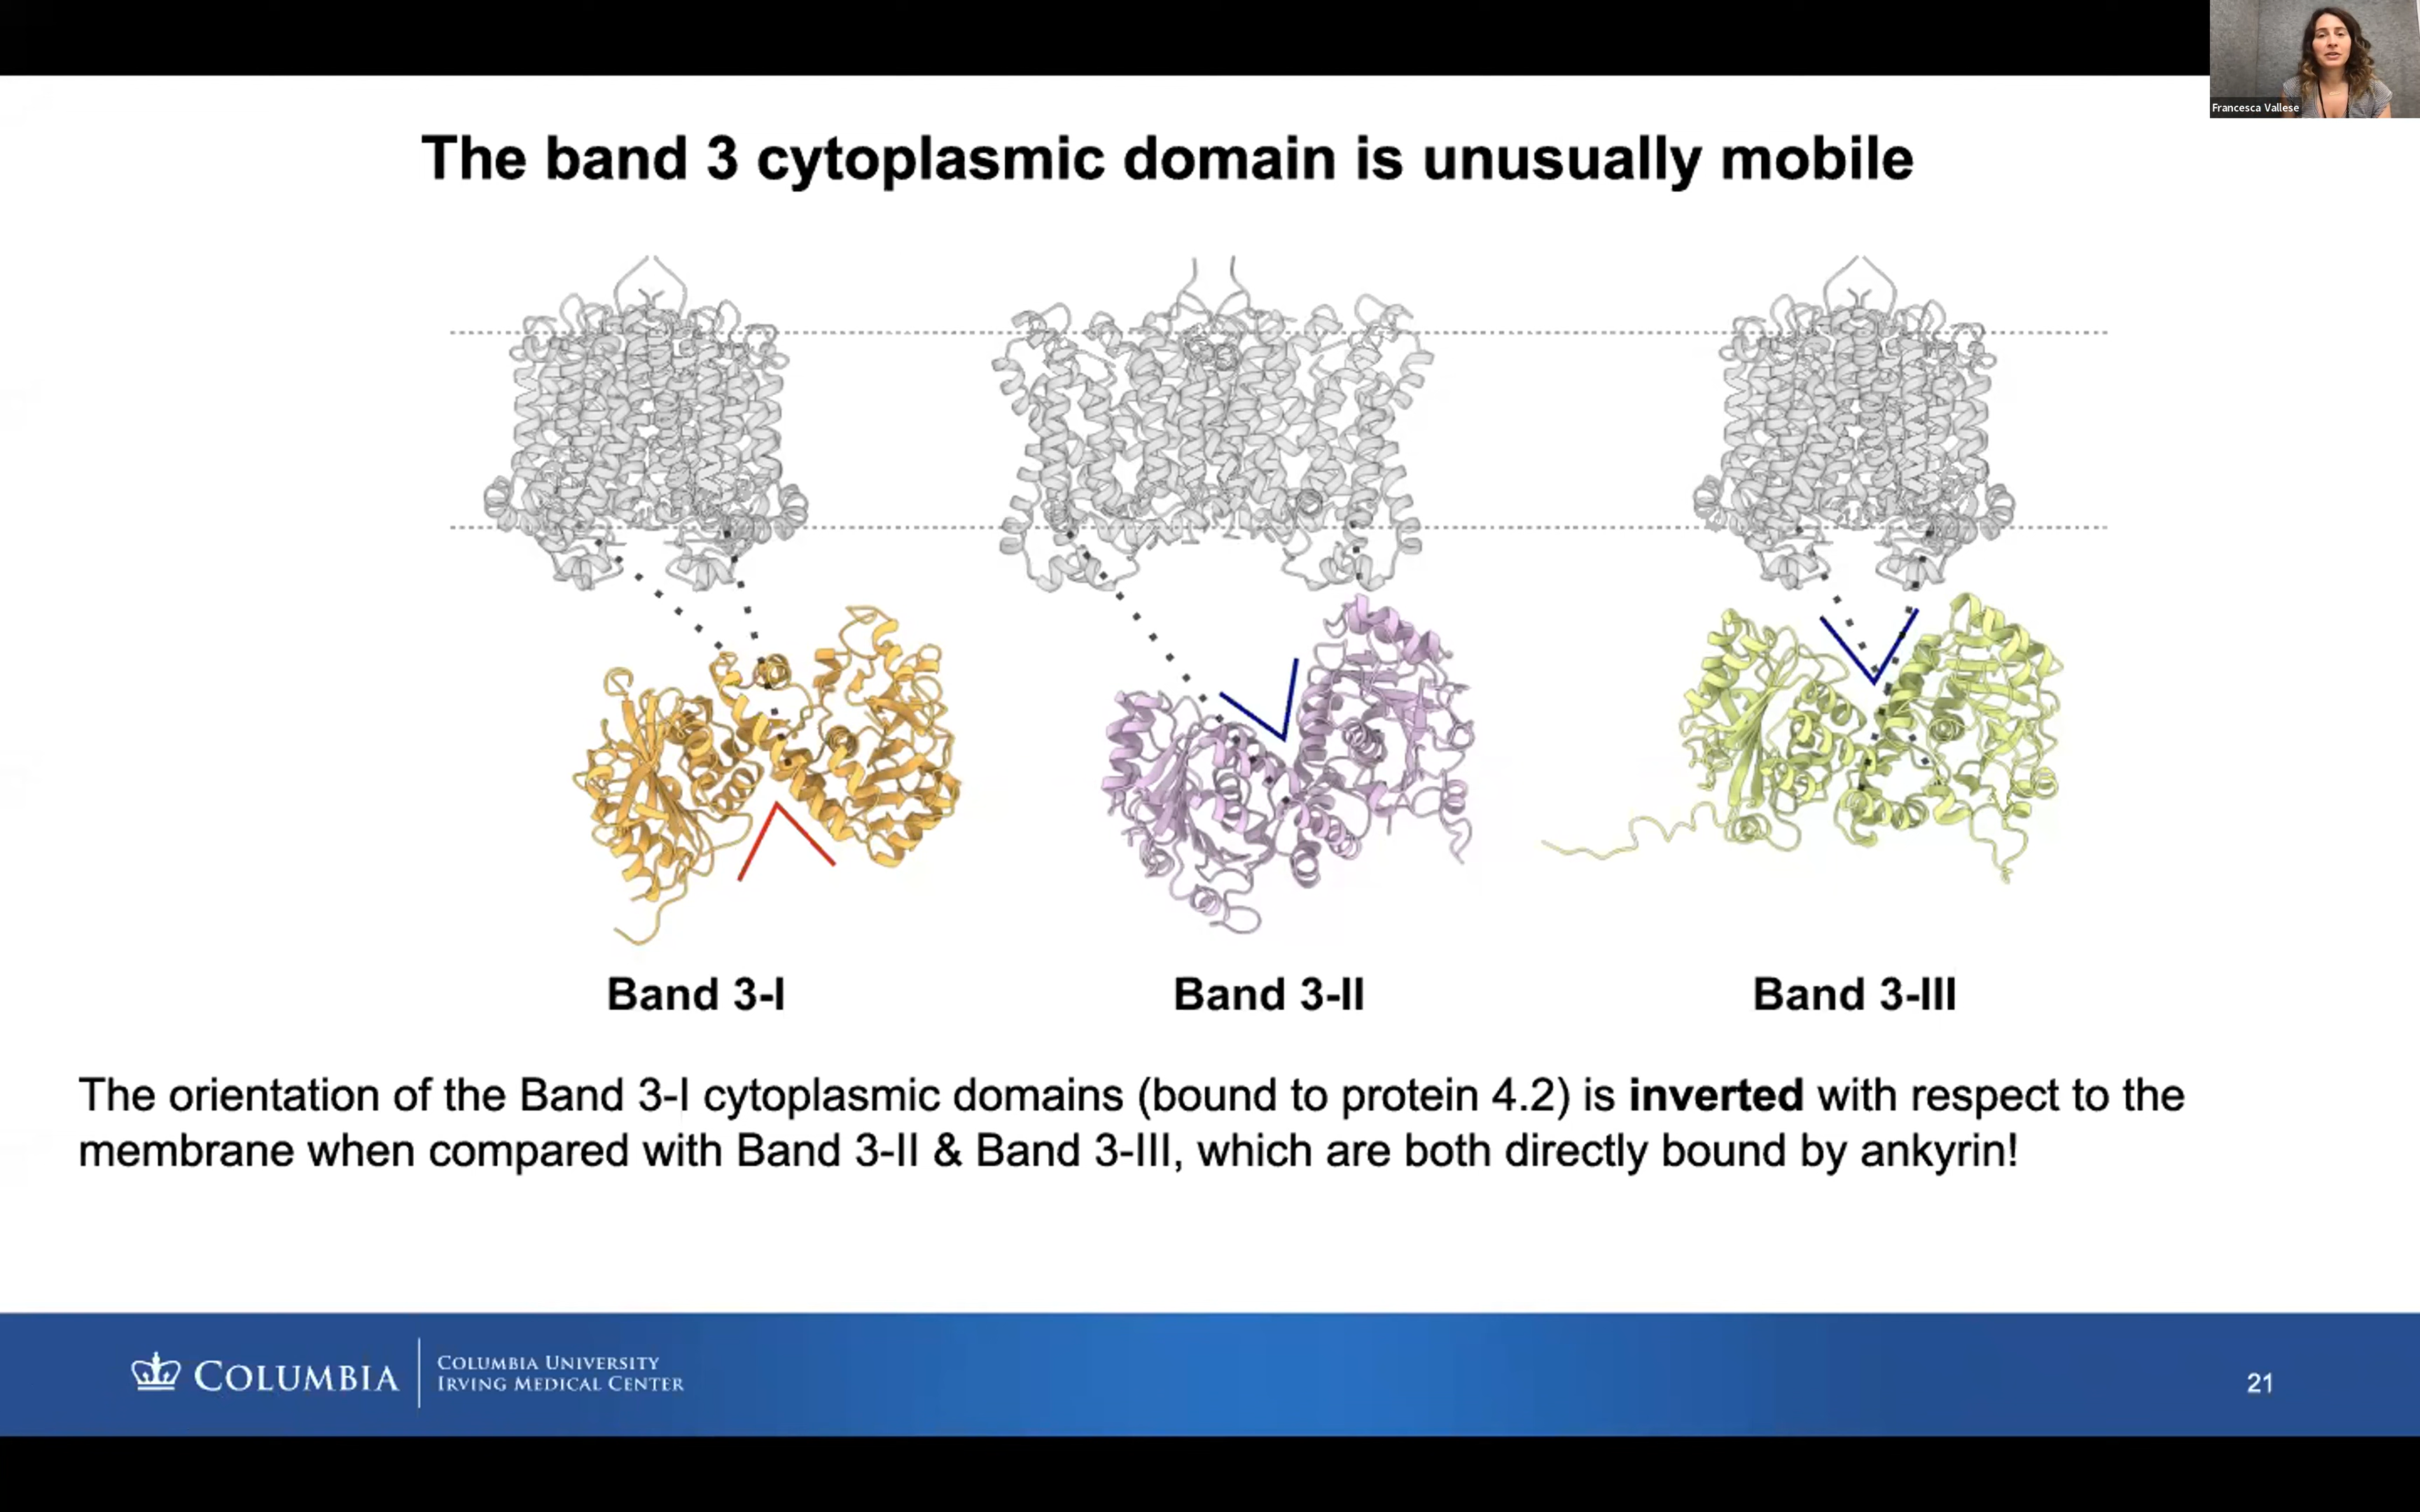 Francesca Vallese
The band 3 cytoplasmic domain is unusually mobile
Band 3-I
Band 3-II
Band 3-III
The orientation of the Band 3-I cytoplasmic domains (bound to protein 4.2) is inverted with respect to the
membrane when compared with Band 3-II & Band 3-III, which are both directly bound by ankyrin!
COLUMBIA
COLUMBIA UNIVERSITY
IRVING MEDICAL CENTER
21